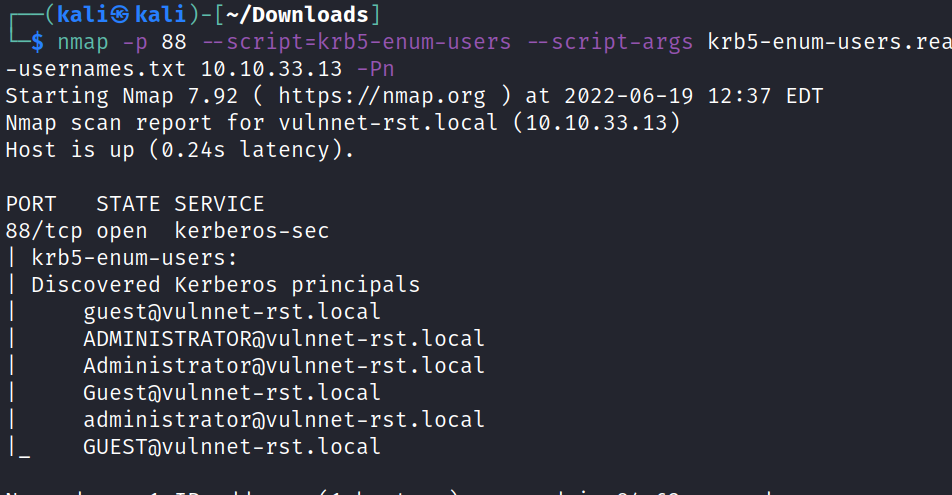 ┌──(kali㉿kali)-[~/Downloads]
└─$ nmap -p 88 --script=krb5-enum-users --script-args krb5-enum-users.rea
-usernames.txt 10.10.33.13 -Pn
Starting Nmap 7.92 ( https://nmap.org ) at 2022-06-19 12:37 EDT
Nmap scan report for vulnnet-rst.local (10.10.33.13)
Host is up (0.24s latency).
PORT   STATE SERVICE
88/tcp open  kerberos-sec
| krb5-enum-users:
| Discovered Kerberos principals
|     guest@vulnnet-rst.local
|     ADMINISTRATOR@vulnnet-rst.local
|     Administrator@vulnnet-rst.local
|     Guest@vulnnet-rst.local
|     administrator@vulnnet-rst.local
|_    GUEST@vulnnet-rst.local